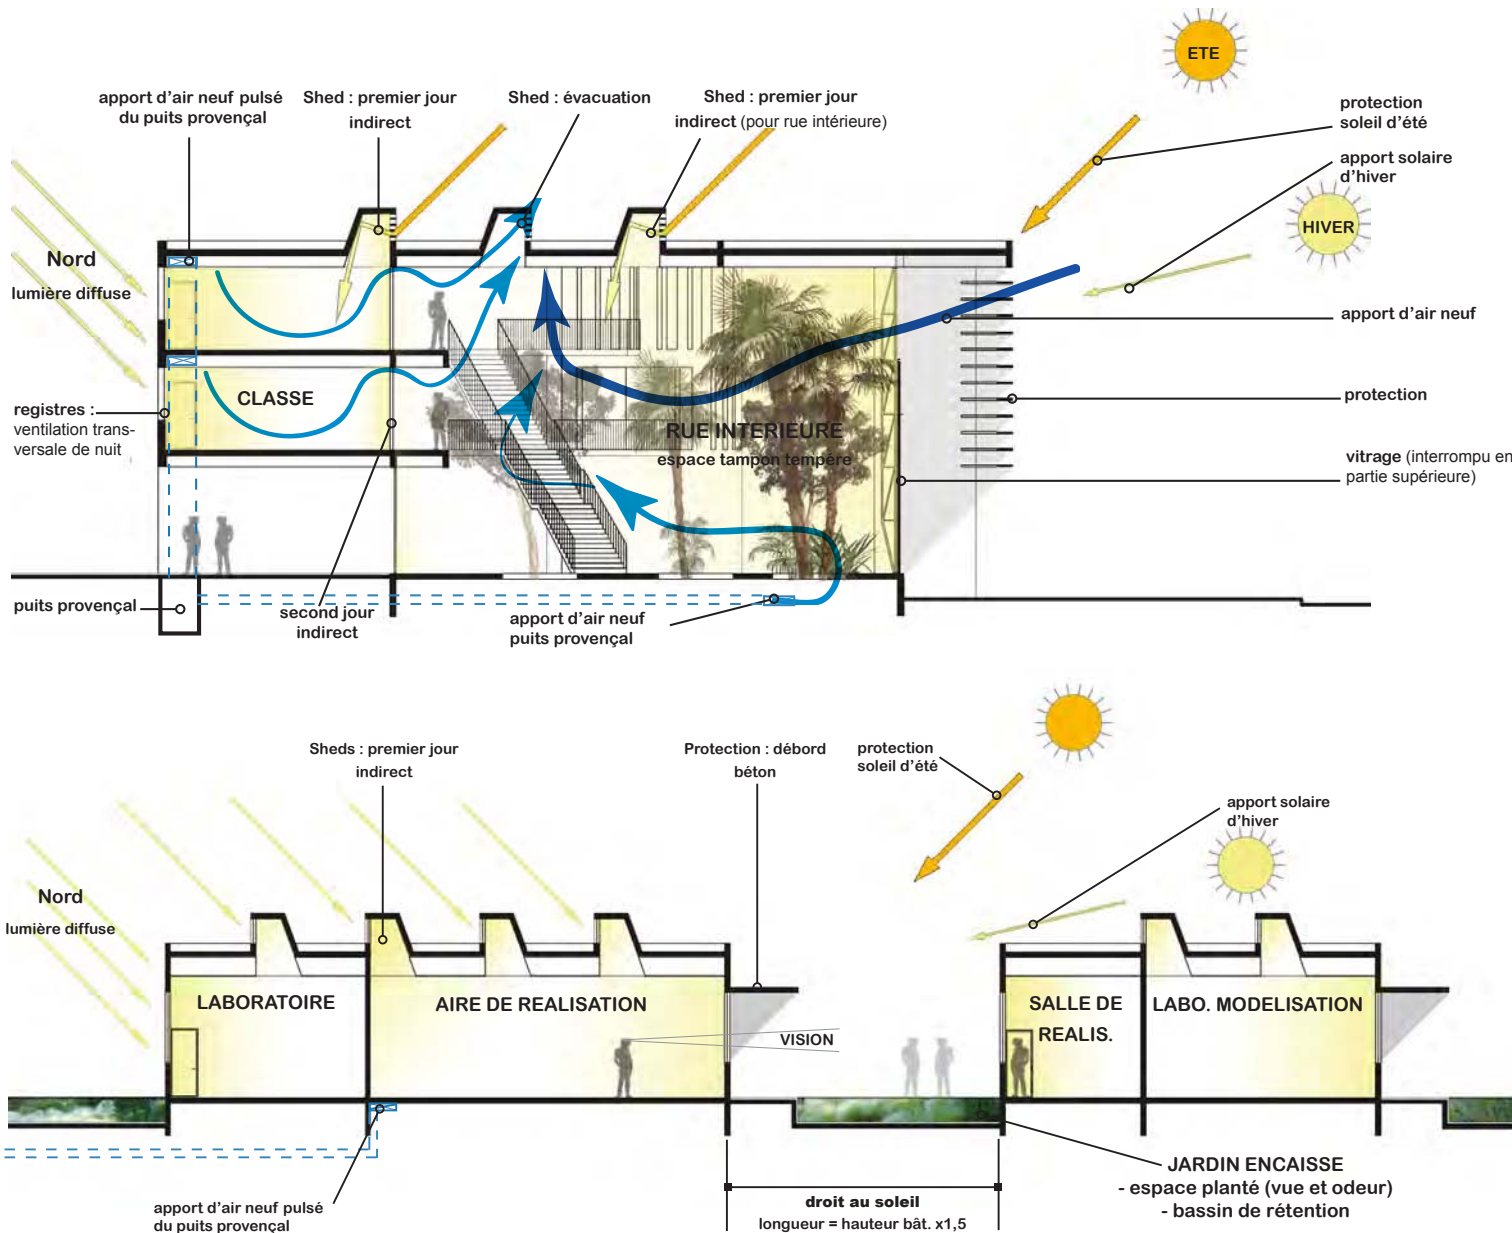 ETE
apport d'air neuf pulsé
du puits provençal
Shed : premier jour
indirect
Shed : évacuation
Shed : premier jour
indirect (pour rue intérieure)
protection
soleil d'été
apport solaire
d'hiver
HIVER
Nord
lumière diffuse
apport d'air neuf
CLASSE
protection
registres :
ventilation trans-
versale de nuit
RUE INTERIEURE
espace tampon tempère
vitrage (interrompu en
partie supérieure)
puits provençal
second jour
indirect
apport d'air neuf
puits provençal
Sheds : premier jour
indirect
Protection : débord
béton
protection
soleil d'été
apport solaire
d'hiver
Nord
lumière diffuse
LABORATOIRE
AIRE DE REALISATION
VISION
SALLE DE
REALIS.
LABO. MODELISATION
JARDIN ENCAISSE
- espace planté (vue et odeur)
- bassin de rétention
apport d'air neuf pulsé
du puits provençal
droit au soleil
longueur = hauteur bât. x1,5